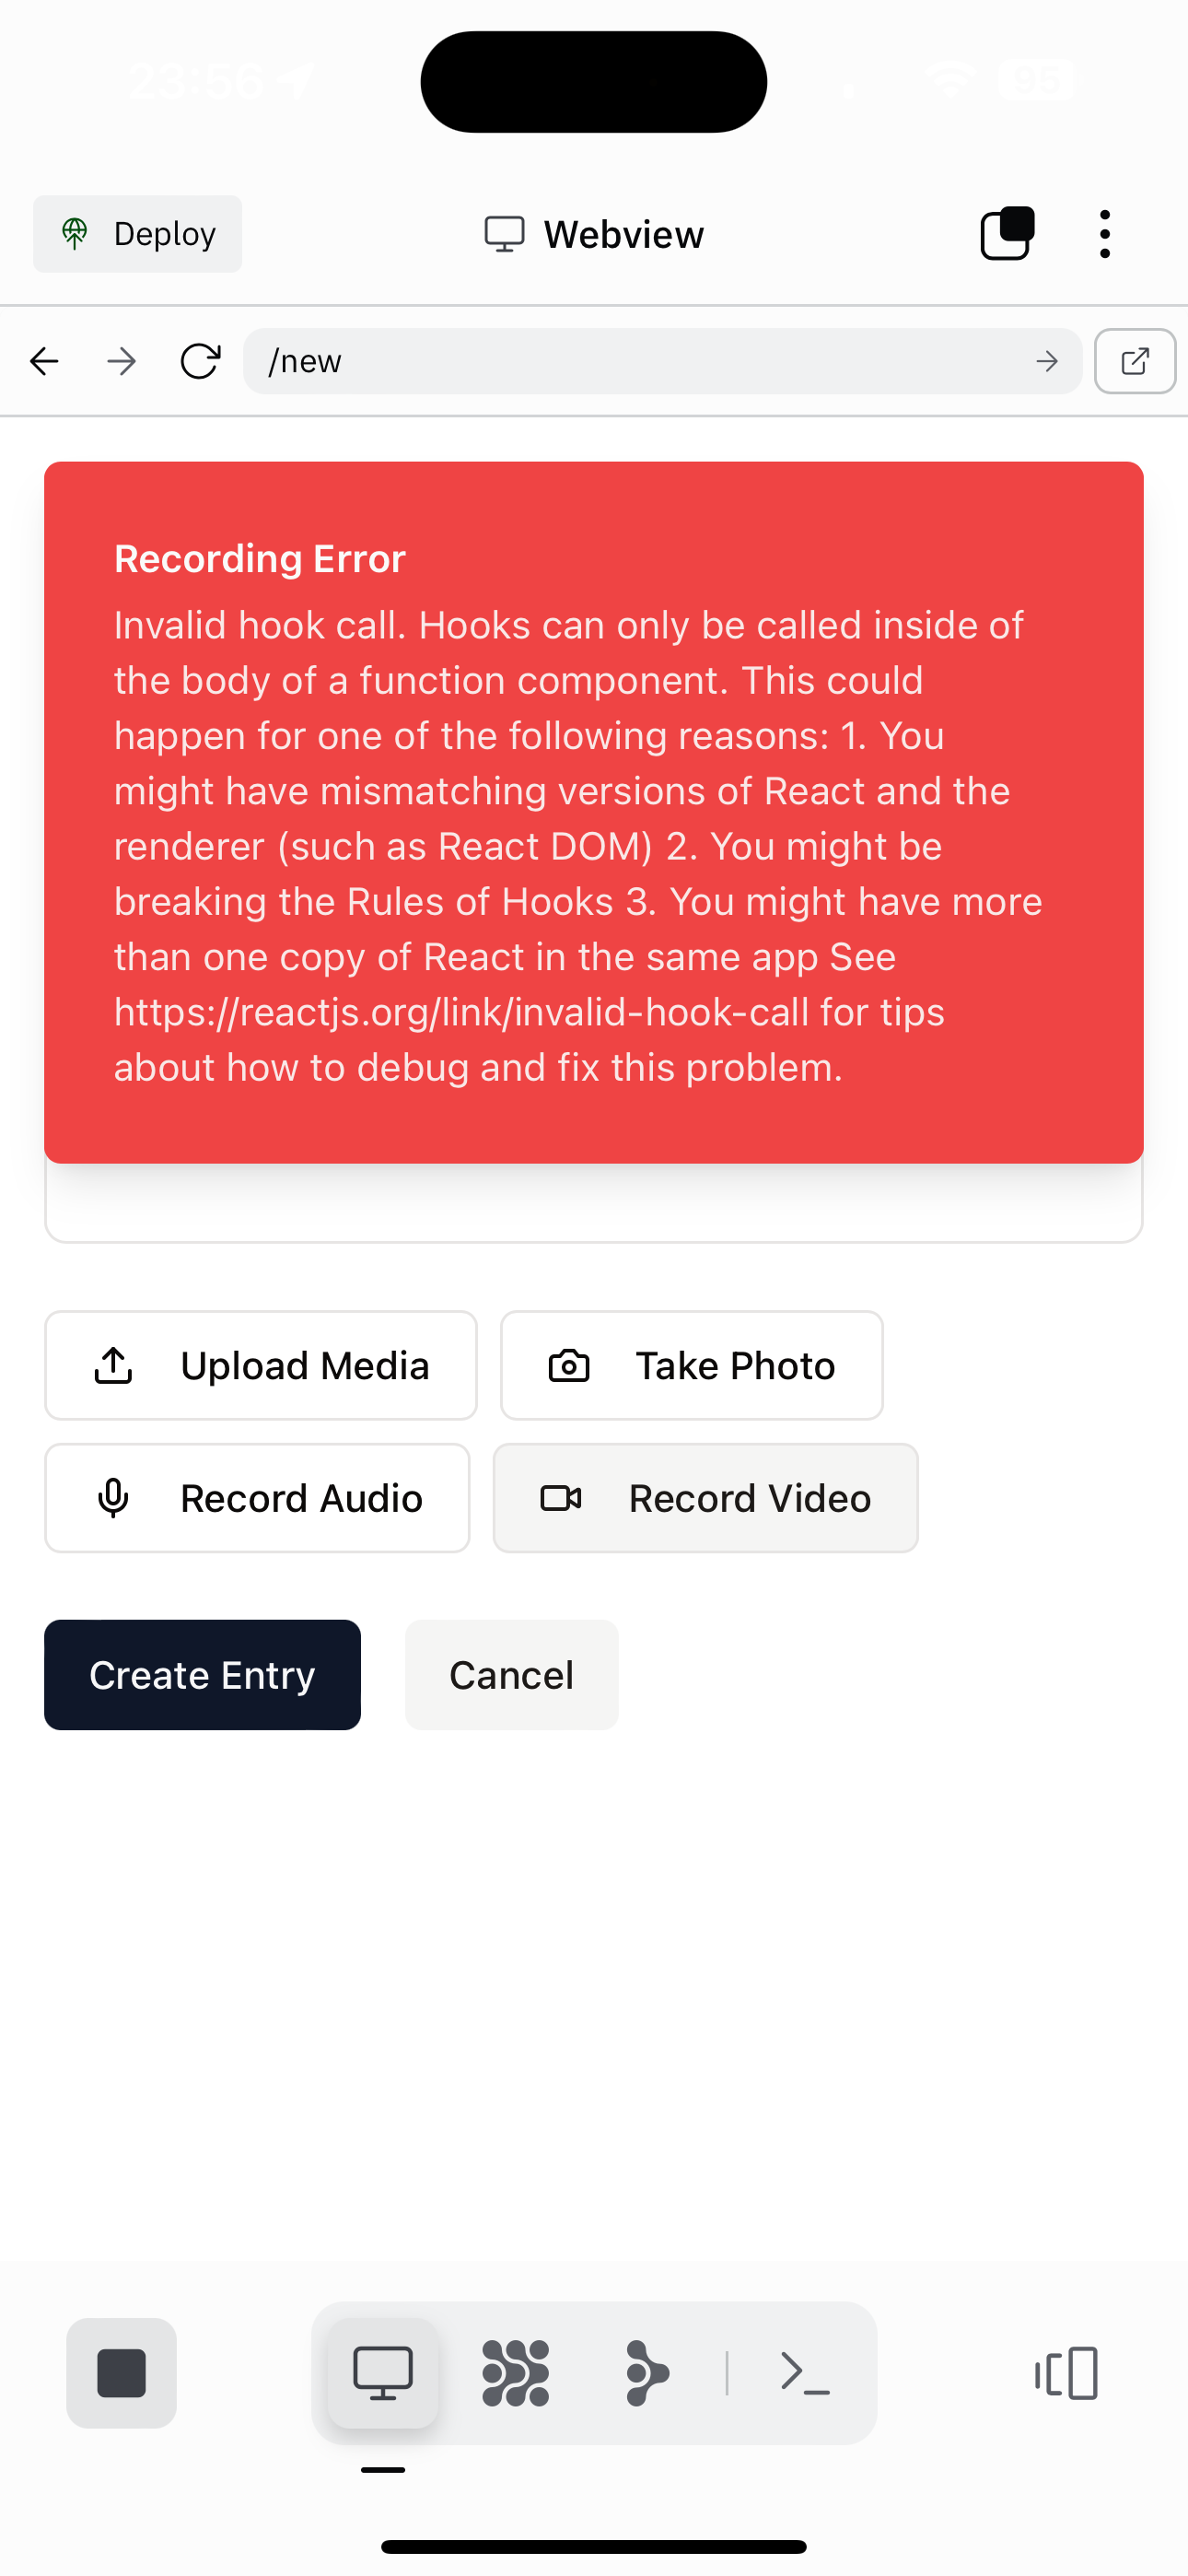 23:56
95
Deploy
Webview
/new
Recording Error
Invalid hook call. Hooks can only be called inside of
the body of a function component. This could
happen for one of the following reasons: 1. You
might have mismatching versions of React and the
renderer (such as React DOM) 2. You might be
breaking the Rules of Hooks 3. You might have more
than one copy of React in the same app See
https://reactjs.org/link/invalid-hook-call for tips
about how to debug and fix this problem.
Upload Media
Take Photo
Record Audio
Record Video
Create Entry
Cancel